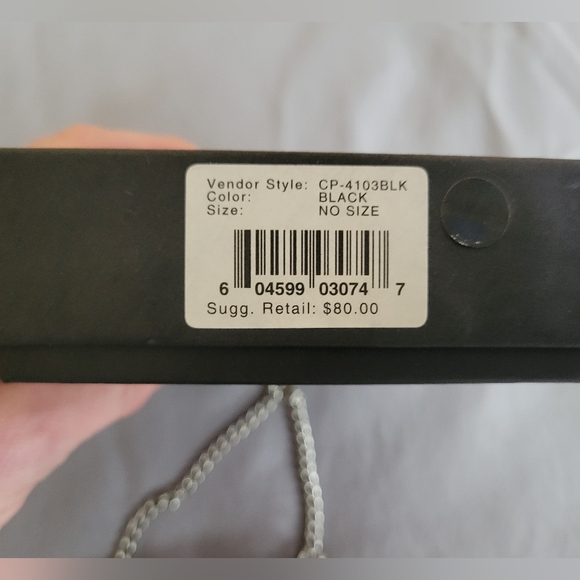 Vendor Style: CP-4103BLK
Color: BLACK
Size: NO SIZE
6 04599 03074 7
Sugg. Retail: $80.00